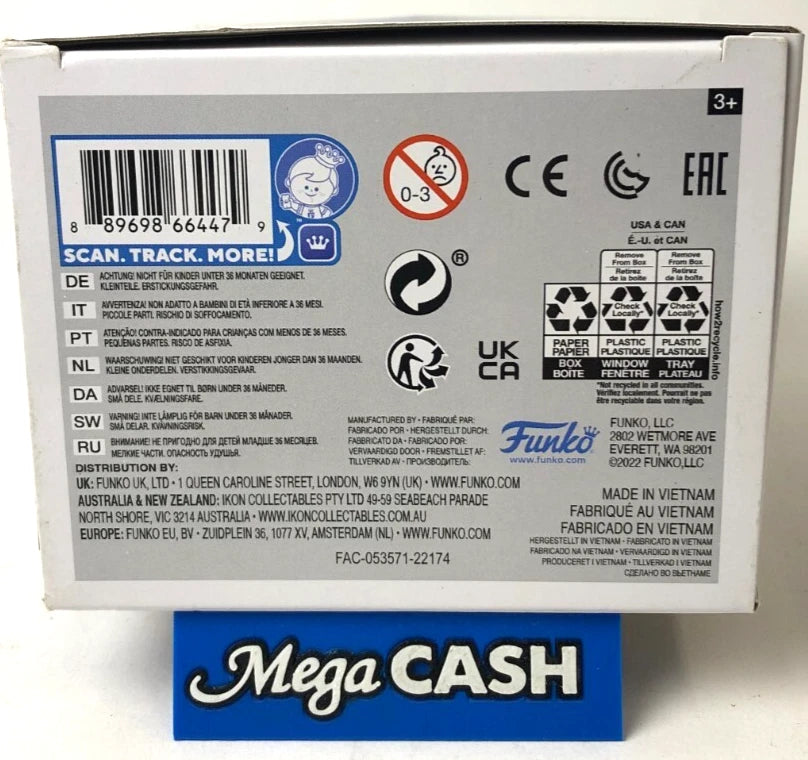 3+
8 89698 66447 9
SCAN. TRACK. MORE!
™
0-3
CE
EAC
®
UK
CA
USA & CAN
É.-U. et CAN
Remove
From Box
Retirez
de la boîte
Remove
From Box
Retirez
de la boîte
Check
Locally*
Check
Locally*
PAPER
PAPIER
BOX
BOÎTE
PLASTIC
PLASTIQUE
WINDOW
FENÊTRE
PLASTIC
PLASTIQUE
TRAY
PLATEAU
how2recycle.info
*Not recycled in all communities.
Vérifiez localement. Pourrait ne pas
être recyclable dans votre région.
DE ACHTUNG! NICHT FÜR KINDER UNTER 36 MONATEN GEEIGNET.
KLEINTEILE. ERSTICKUNGSGEFAHR.
IT AVVERTENZA! NON ADATTO A BAMBINI DI ETÀ INFERIORE A 36 MESI.
PICCOLE PARTI. RISCHIO DI SOFFOCAMENTO.
PT ATENÇÃO! CONTRA-INDICADO PARA CRIANÇAS COM MENOS DE 36 MESES.
PEQUENAS PARTES. RISCO DE ASFIXIA.
NL WAARSCHUWING! NIET GESCHIKT VOOR KINDEREN JONGER DAN 36 MAANDEN.
KLEINE ONDERDELEN. VERSTIKKINGSGEVAAR.
DA ADVARSEL! IKKE EGNET TIL BØRN UNDER 36 MÅNEDER.
SMÅ DELE. KVÆLNINGSFARE.
SW VARNING! INTE LÄMPLIG FÖR BARN UNDER 36 MÅNADER.
SMÅ DELAR. KVÄVNINGSRISK.
RU ВНИМАНИЕ! НЕ ПРИГОДНО ДЛЯ ДЕТЕЙ МЛАДШЕ 36 МЕСЯЦЕВ.
МЕЛКИЕ ЧАСТИ. ОПАСНОСТЬ УДУШЬЯ.
MANUFACTURED BY • FABRIQUÉ PAR:
FABRICADO POR • HERGESTELLT DURCH:
FABBRICATO DA • FABRICADO POR:
VERVAARDIGD DOOR • FREMSTILLET AF:
TILLVERKAD AV • ПРОИЗВОДИТЕЛЬ:
Funko
www.funko.com
FUNKO, LLC
2802 WETMORE AVE
EVERETT, WA 98201
©2022 FUNKO,LLC
DISTRIBUTION BY:
UK: FUNKO UK, LTD • 1 QUEEN CAROLINE STREET, LONDON, W6 9YN (UK) • WWW.FUNKO.COM
AUSTRALIA & NEW ZEALAND: IKON COLLECTABLES PTY LTD 49-59 SEABEACH PARADE
NORTH SHORE, VIC 3214 AUSTRALIA • WWW.IKONCOLLECTABLES.COM.AU
EUROPE: FUNKO EU, BV • ZUIDPLEIN 36, 1077 XV, AMSTERDAM (NL) • WWW.FUNKO.COM
FAC-053571-22174
MADE IN VIETNAM
FABRIQUÉ AU VIETNAM
FABRICADO EN VIETNAM
HERGESTELLT IN VIETNAM • FABBRICATO IN VIETNAM
FABRICADO NA VIETNAM • VERVAARDIGD IN VIETNAM
PRODUCERET I VIETNAM • TILLVERKAD I VIETNAM
СДЕЛАНО ВО ВЬЕТНАМЕ
Mega CASH